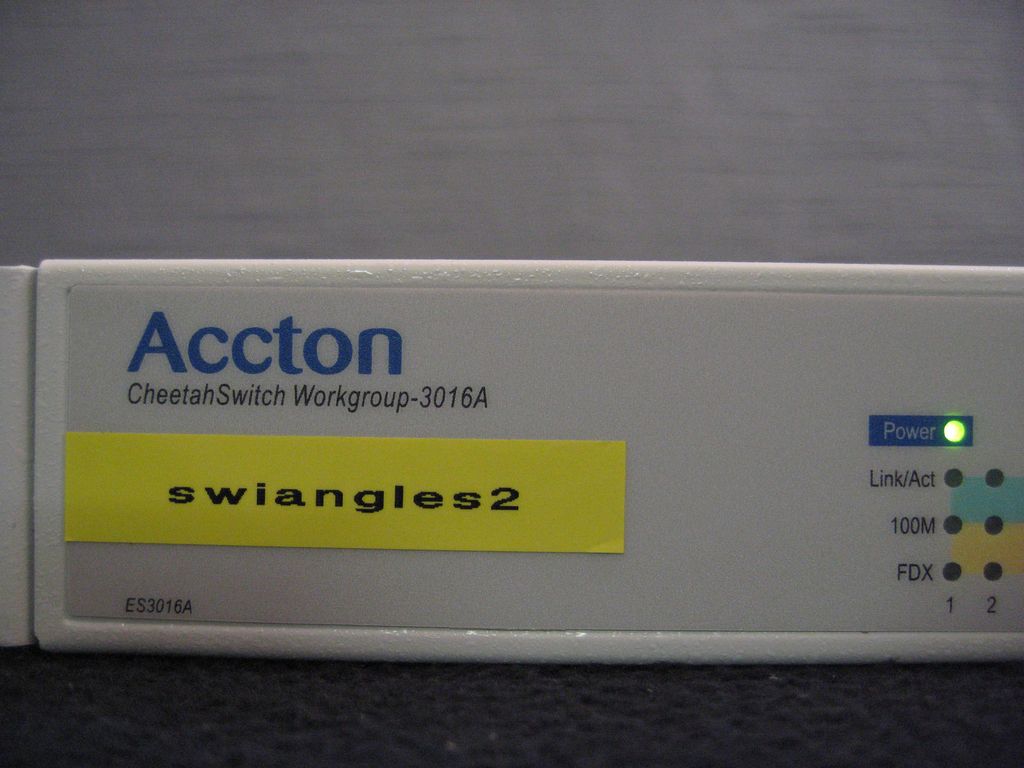 Accton
CheetahSwitch Workgroup-3016A
swiangles2
ES3016A
Power
Link/Act
100M
FDX
1 2